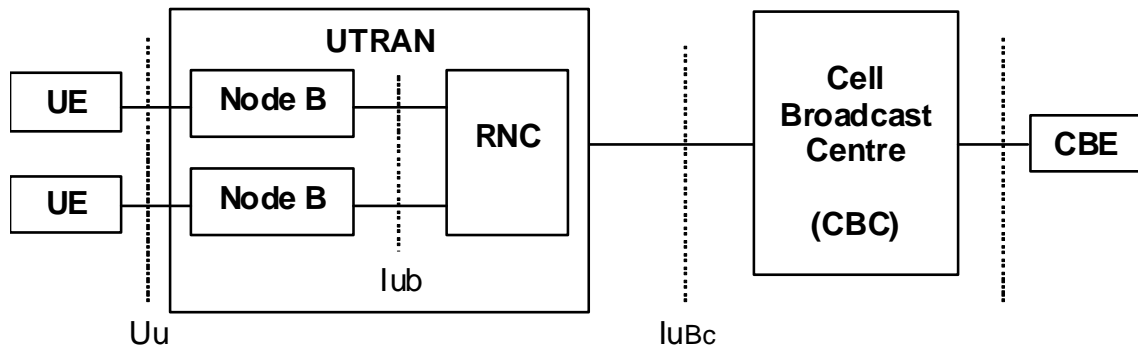 UTRAN
UE
Node B
RNC
UE
Node B
Iub
Uu
IuBc
Cell
Broadcast
Centre
(CBC)
CBE